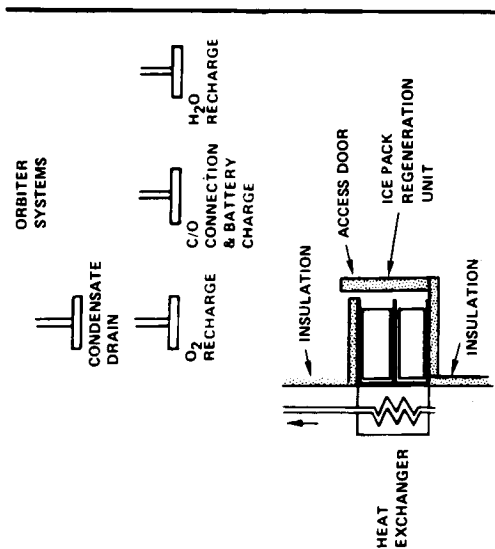 ORBITER
SYSTEMS
CONDENSATE
DRAIN
O2
RECHARGE
C/O
CONNECTION
& BATTERY
CHARGE
H2O
RECHARGE
INSULATION
ACCESS DOOR
ICE PACK
REGENERATION
UNIT
INSULATION
HEAT
EXCHANGER